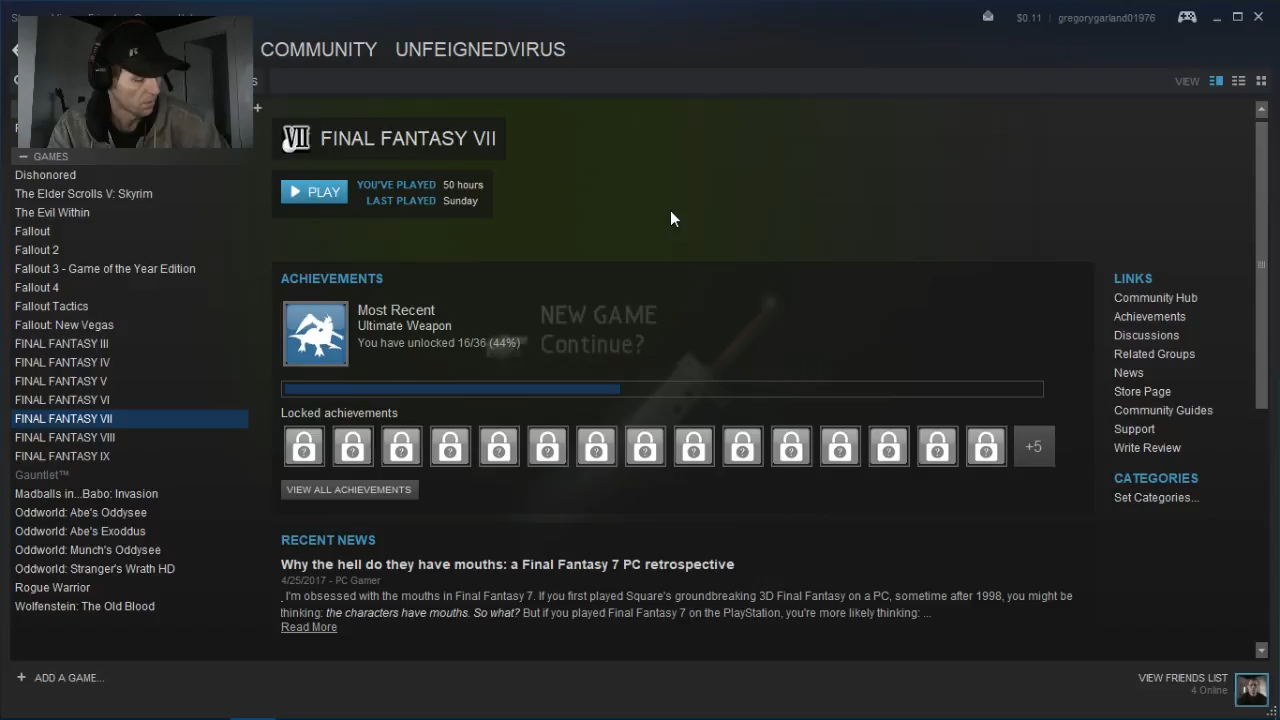 $0.11
gregorygarland01976
COMMUNITY
UNFEIGNEDVIRUS
VIEW
GAMES
Dishonored
The Elder Scrolls V: Skyrim
The Evil Within
Fallout
Fallout 2
Fallout 3 - Game of the Year Edition
Fallout 4
Fallout Tactics
Fallout: New Vegas
FINAL FANTASY III
FINAL FANTASY IV
FINAL FANTASY V
FINAL FANTASY VI
FINAL FANTASY VII
FINAL FANTASY VIII
FINAL FANTASY IX
Gauntlet™
Madballs in...Babo: Invasion
Oddworld: Abe's Oddysee
Oddworld: Abe's Exoddus
Oddworld: Munch's Oddysee
Oddworld: Stranger's Wrath HD
Rogue Warrior
Wolfenstein: The Old Blood
+ ADD A GAME...
VII FINAL FANTASY VII
PLAY
YOU'VE PLAYED 50 hours
LAST PLAYED Sunday
ACHIEVEMENTS
Most Recent
Ultimate Weapon
You have unlocked 16/36 (44%)
NEW GAME
Continue?
Locked achievements
+5
VIEW ALL ACHIEVEMENTS
RECENT NEWS
Why the hell do they have mouths: a Final Fantasy 7 PC retrospective
4/25/2017 - PC Gamer
. I'm obsessed with the mouths in Final Fantasy 7. If you first played Square's groundbreaking 3D Final Fantasy on a PC, sometime after 1998, you might be
thinking: the characters have mouths. So what? But if you played Final Fantasy 7 on the PlayStation, you're more likely thinking: ...
Read More
LINKS
Community Hub
Achievements
Discussions
Related Groups
News
Store Page
Community Guides
Support
Write Review
CATEGORIES
Set Categories...
VIEW FRIENDS LIST
4 Online